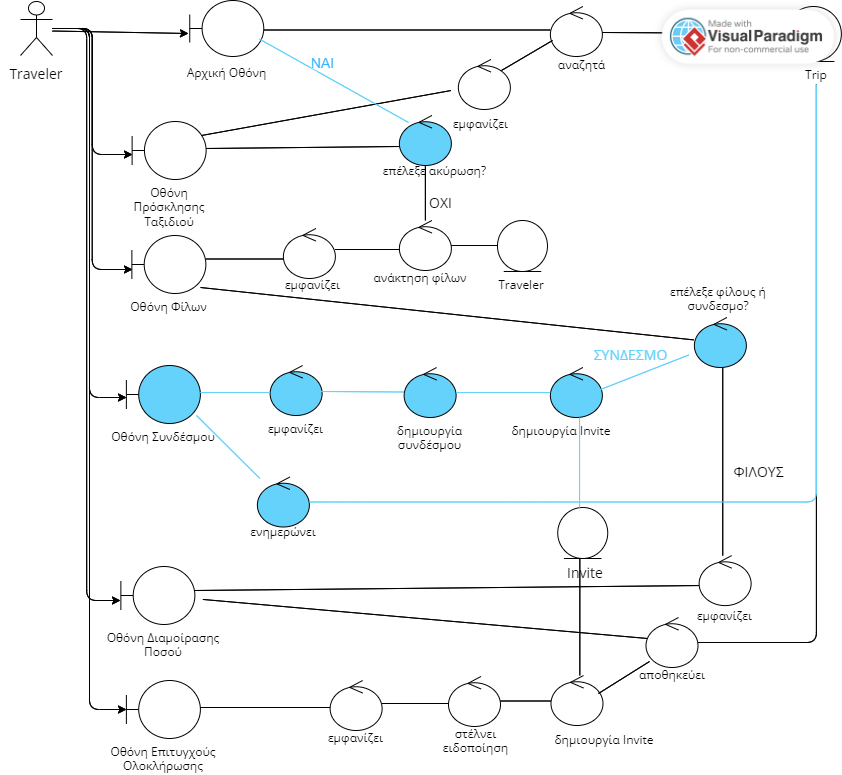 Made with
VisualParadigm
For non-commercial use
Traveler
Αρχική Οθόνη
ΝΑΙ
αναζητά
Trip
εμφανίζει
επέλεξε ακύρωση?
Οθόνη
Πρόσκλησης
Ταξιδιού
ΟΧΙ
ανάκτηση φίλων
εμφανίζει
Traveler
Οθόνη Φίλων
επέλεξε φίλους ή
συνδεσμο?
ΣΥΝΔΕΣΜΟ
Οθόνη Συνδέσμου
εμφανίζει
δημιουργία
συνδέσμου
δημιουργία Invite
ΦΙΛΟΥΣ
ενημερώνει
Invite
εμφανίζει
Οθόνη Διαμοίρασης
Ποσού
αποθηκεύει
Οθόνη Επιτυχούς
Ολοκλήρωσης
εμφανίζει
στέλνει
ειδοποίηση
δημιουργία Invite